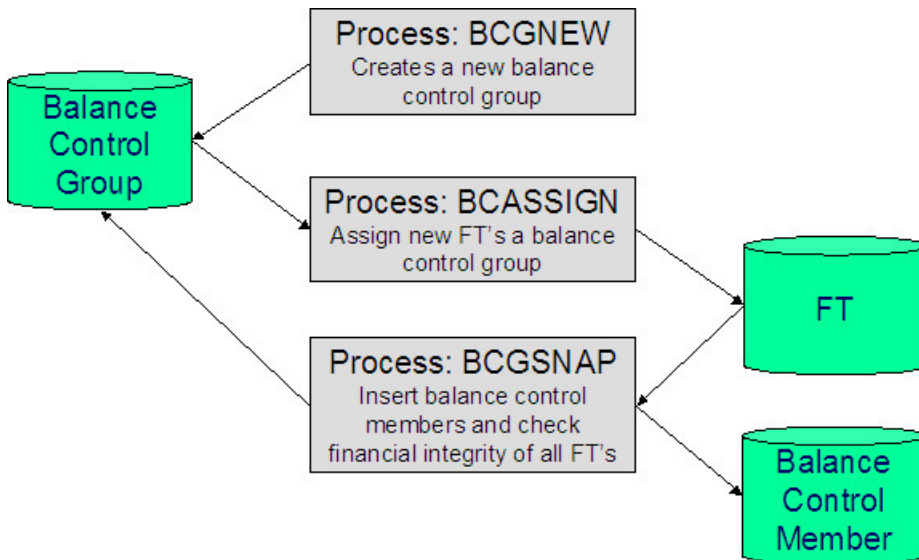 Process: BCGNEW
Creates a new balance
control group
Balance
Control
Group
Process: BCASSIGN
Assign new FT's a balance
control group
FT
Process: BCGSNAP
Insert balance control
members and check
financial integrity of all FT's
Balance
Control
Member